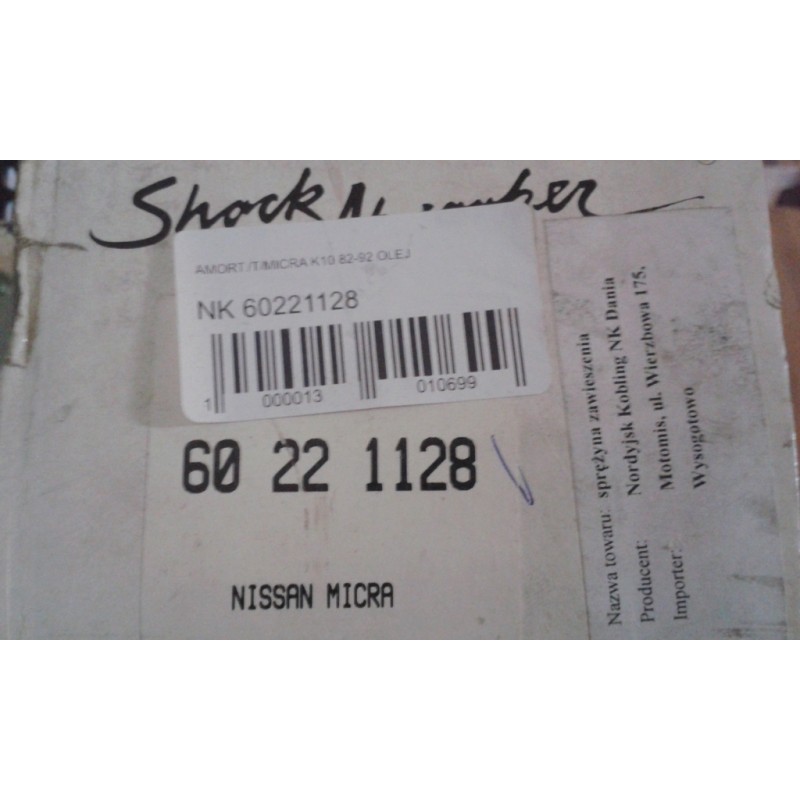 Shock
AMORT /T/MICRA K10 82-92 OLEJ
NK 60221128
1 000013 010699
60 22 1128
NISSAN MICRA
Nazwa towaru: sprężyna zawieszenia
Producent: Nordyjsk Kobling NK Dania
Importer: Motomis, ul. Wierzbowa 175,
Wysogotowo